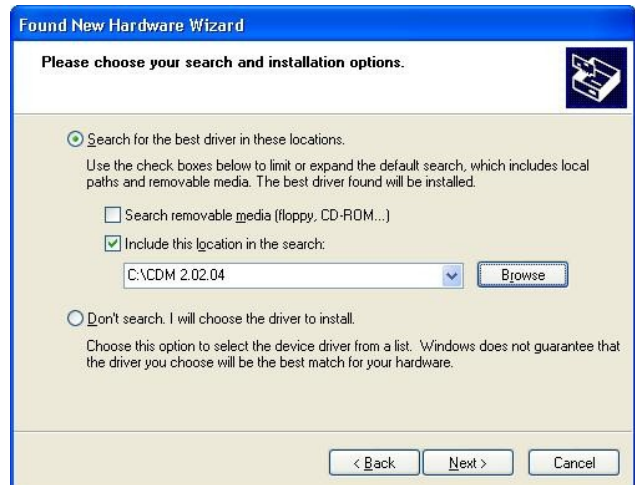 Found New Hardware Wizard
Please choose your search and installation options.
Search for the best driver in these locations.
Use the check boxes below to limit or expand the default search, which includes local
paths and removable media. The best driver found will be installed.
Search removable media (floppy, CD-ROM...)
Include this location in the search:
C:\CDM 2.02.04
Browse
Don't search. I will choose the driver to install.
Choose this option to select the device driver from a list. Windows does not guarantee that
the driver you choose will be the best match for your hardware.
< Back Next > Cancel